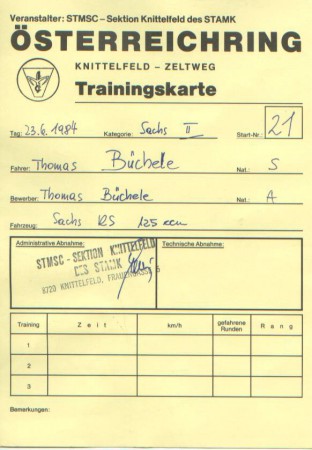 Veranstalter: STMSC – Sektion Knittelfeld des STAMK
ÖSTERREICHRING
KNITTELFELD – ZELTWEG
Trainingskarte
Tag: 23.6.1984 Kategorie: Sachs II Start-Nr.: 21
Fahrer: Thomas Büchele Nat.: S
Bewerber: Thomas Büchele Nat.: A
Fahrzeug: Sachs RS 125 ccm
Administrative Abnahme: Technische Abnahme:
STMSC - SEKTION KNITTELFELD
DES STAMK
8720 KNITTELFELD,
Training Zeit km/h gefahrene Runden Rang
1
2
3
Bemerkungen: